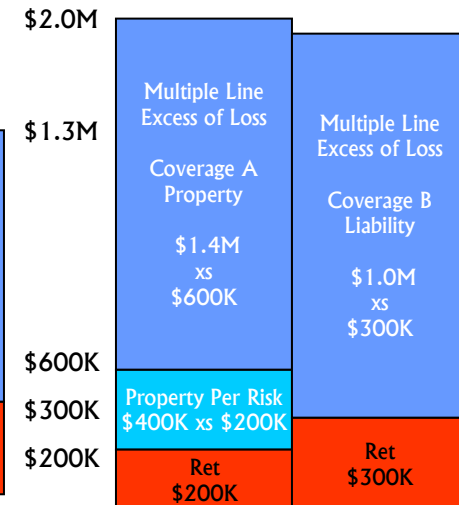 $2.0M
$1.3M
$600K
$300K
$200K
Multiple Line
Excess of Loss
Coverage A
Property
$1.4M
xs
$600K
Property Per Risk
$400K xs $200K
Ret
$200K
Multiple Line
Excess of Loss
Coverage B
Liability
$1.0M
xs
$300K
Ret
$300K